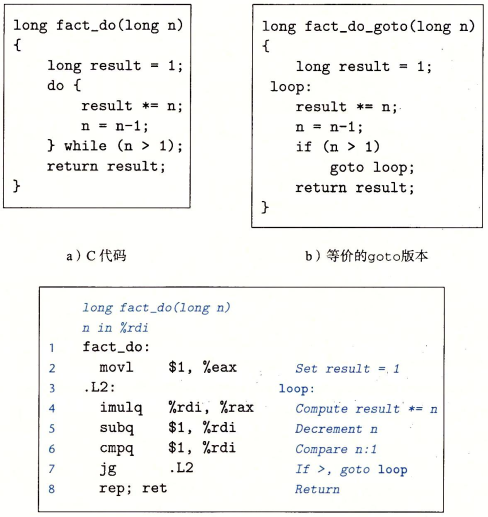 long fact_do(long n)
{
    long result = 1;
    do {
        result *= n;
        n = n-1;
    } while (n > 1);
    return result;
}
long fact_do_goto(long n)
{
    long result = 1;
 loop:
    result *= n;
    n = n-1;
    if (n > 1)
        goto loop;
    return result;
}
a）C代码
b）等价的goto版本
long fact_do(long n)
n in %rdi
1 fact_do:
2   movl $1, %eax Set result = 1
3 .L2: loop:
4   imulq %rdi, %rax Compute result *= n
5   subq $1, %rdi Decrement n
6   cmpq $1, %rdi Compare n:1
7   jg .L2 If >, goto loop
8   rep; ret Return